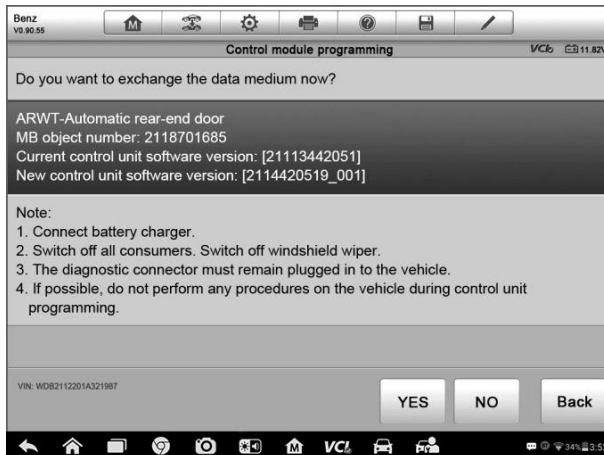 Benz
V0.90.55
Control module programming
VCI
11.82V
Do you want to exchange the data medium now?
ARWT-Automatic rear-end door
MB object number: 2118701685
Current control unit software version: [21113442051]
New control unit software version: [2114420519_001]
Note:
1. Connect battery charger.
2. Switch off all consumers. Switch off windshield wiper.
3. The diagnostic connector must remain plugged in to the vehicle.
4. If possible, do not perform any procedures on the vehicle during control unit
programming.
VIN: WDB2112201A321987
YES
NO
Back
VCI
34%